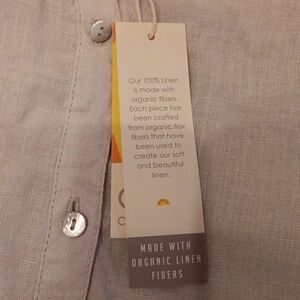 Our 100% Linen
is made with
organic fibers.
Each piece has
been crafted
from organic flax
fibers that have
been used to
create our soft
and beautiful
linen.
MADE WITH
ORGANIC LINEN
FIBERS